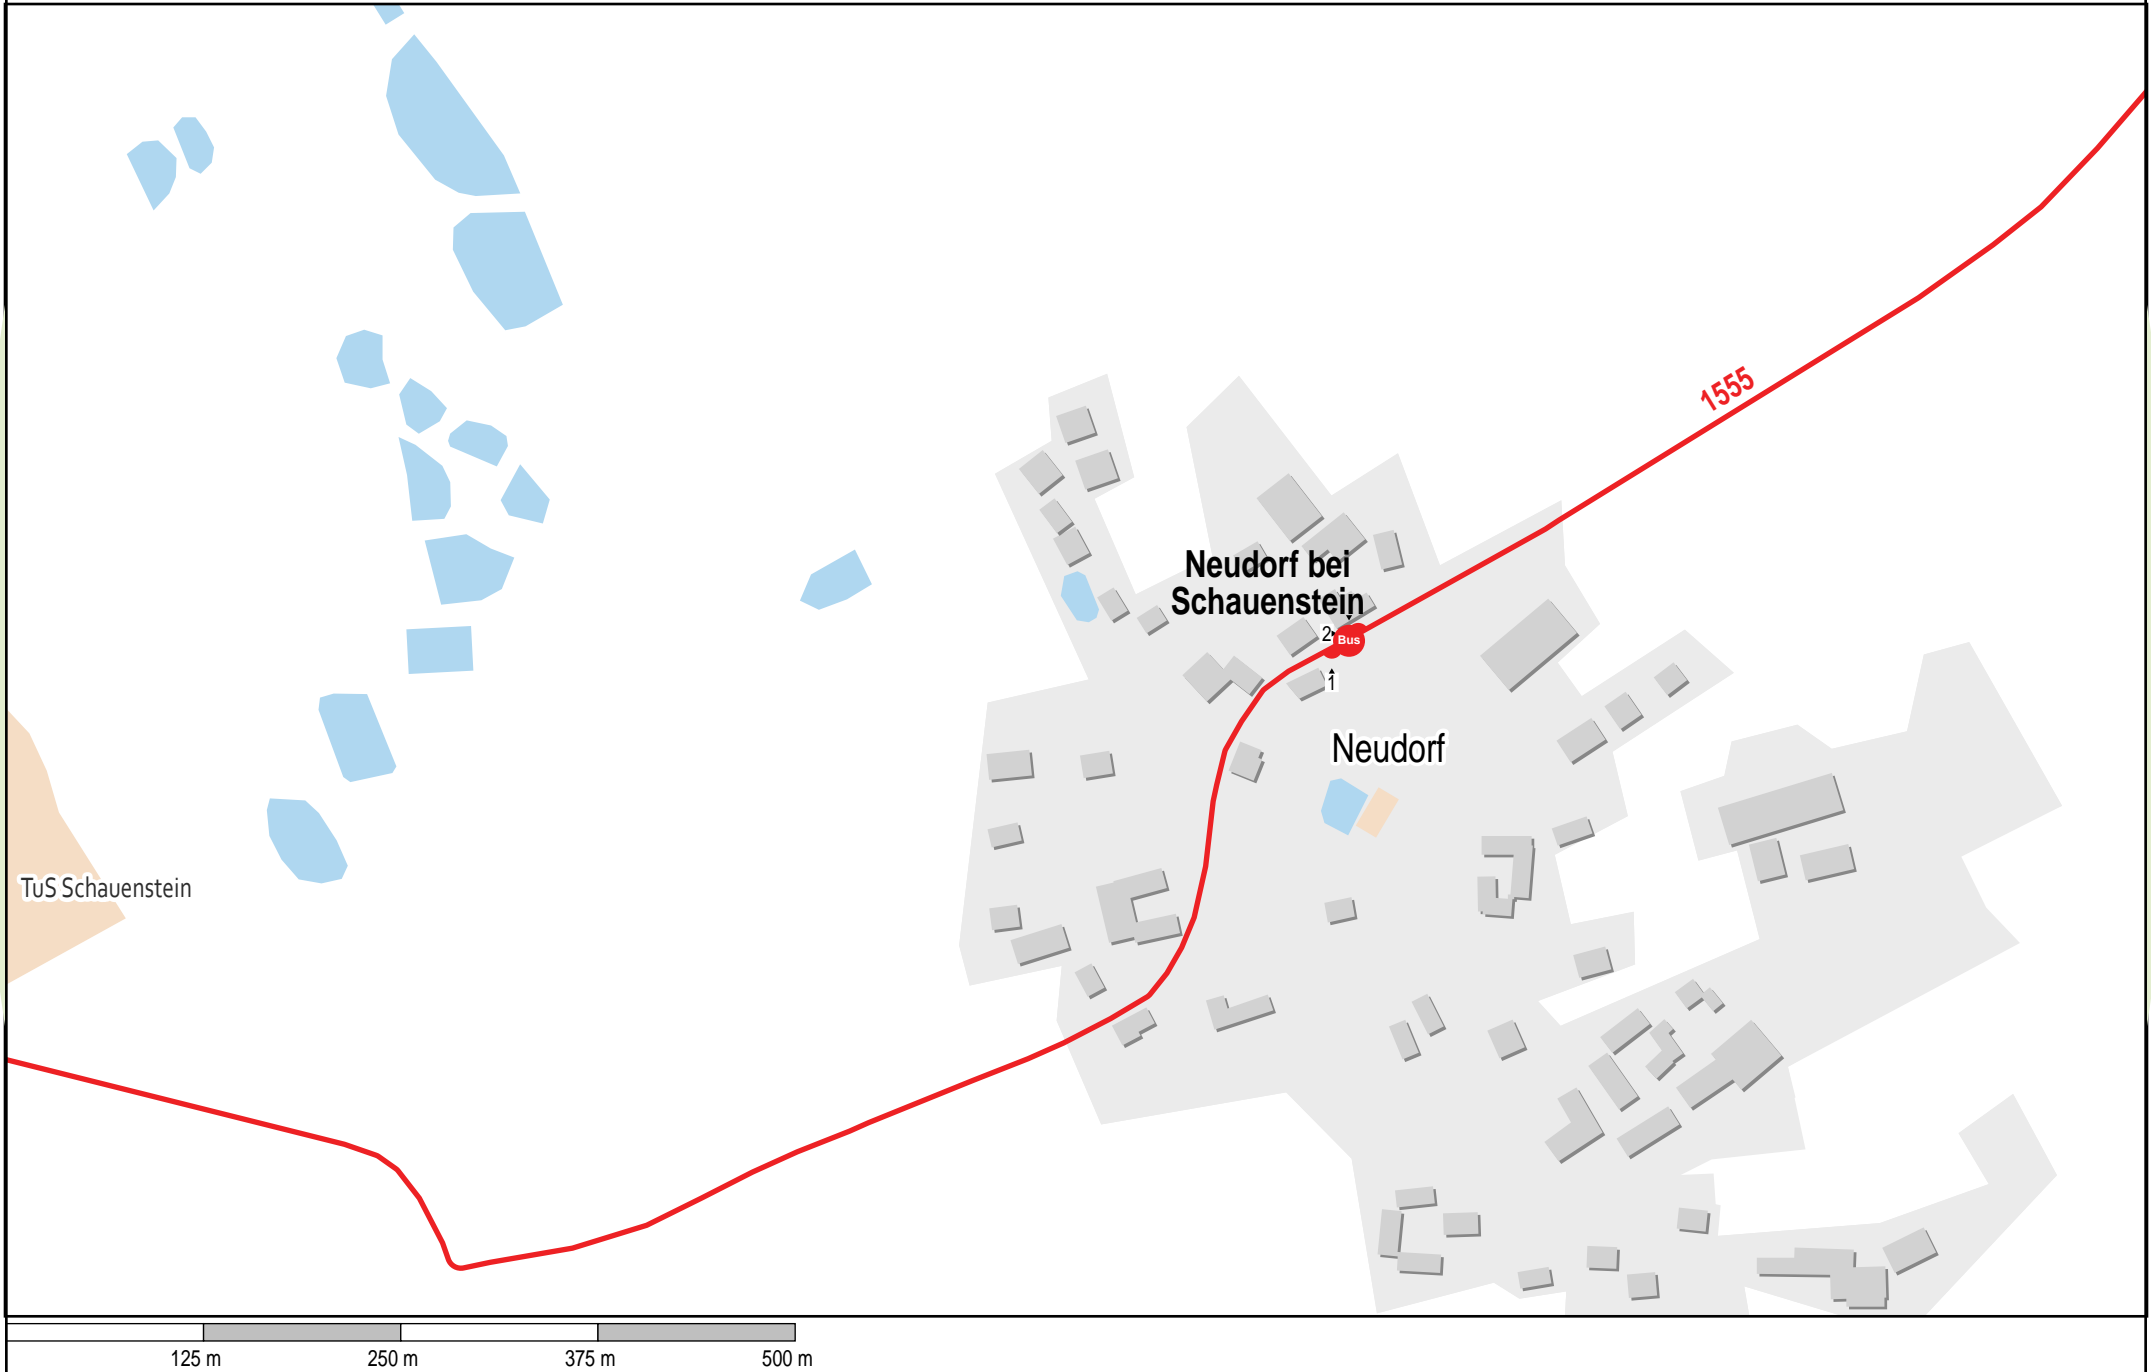 1555
Neudorf bei
Schauenstein
2
Bus
1
Neudorf
TuS Schauenstein
125 m
250 m
375 m
500 m